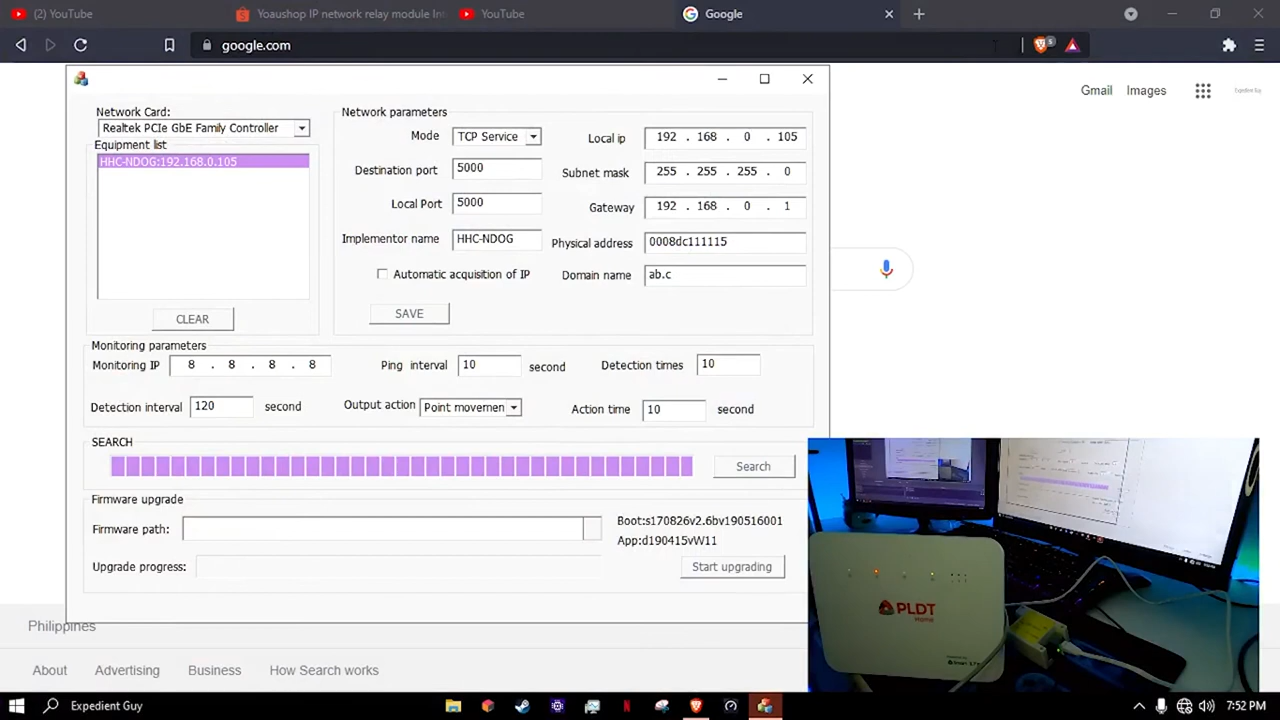 (2) YouTube
Yoaushop IP network relay module Int
YouTube
Google
google.com
5
Gmail
Images
Expedient Guy
Network Card:
Realtek PCIe GbE Family Controller
Equipment list
HHC-NDOG:192.168.0.105
CLEAR
Network parameters
Mode
TCP Service
Local ip
192 . 168 . 0 . 105
Destination port
5000
Subnet mask
255 . 255 . 255 . 0
Local Port
5000
Gateway
192 . 168 . 0 . 1
Implementor name
HHC-NDOG
Physical address
0008dc111115
Automatic acquisition of IP
Domain name
ab.c
SAVE
Monitoring parameters
Monitoring IP
8 . 8 . 8 . 8
Ping interval
10
second
Detection times
10
Detection interval
120
second
Output action
Point movemen
Action time
10
second
SEARCH
Search
Firmware upgrade
Firmware path:
Boot:s170826v2.6bv190516001
App:d190415vW11
Upgrade progress:
Start upgrading
PLDT
Home
Philippines
About
Advertising
Business
How Search works
Expedient Guy
7:52 PM